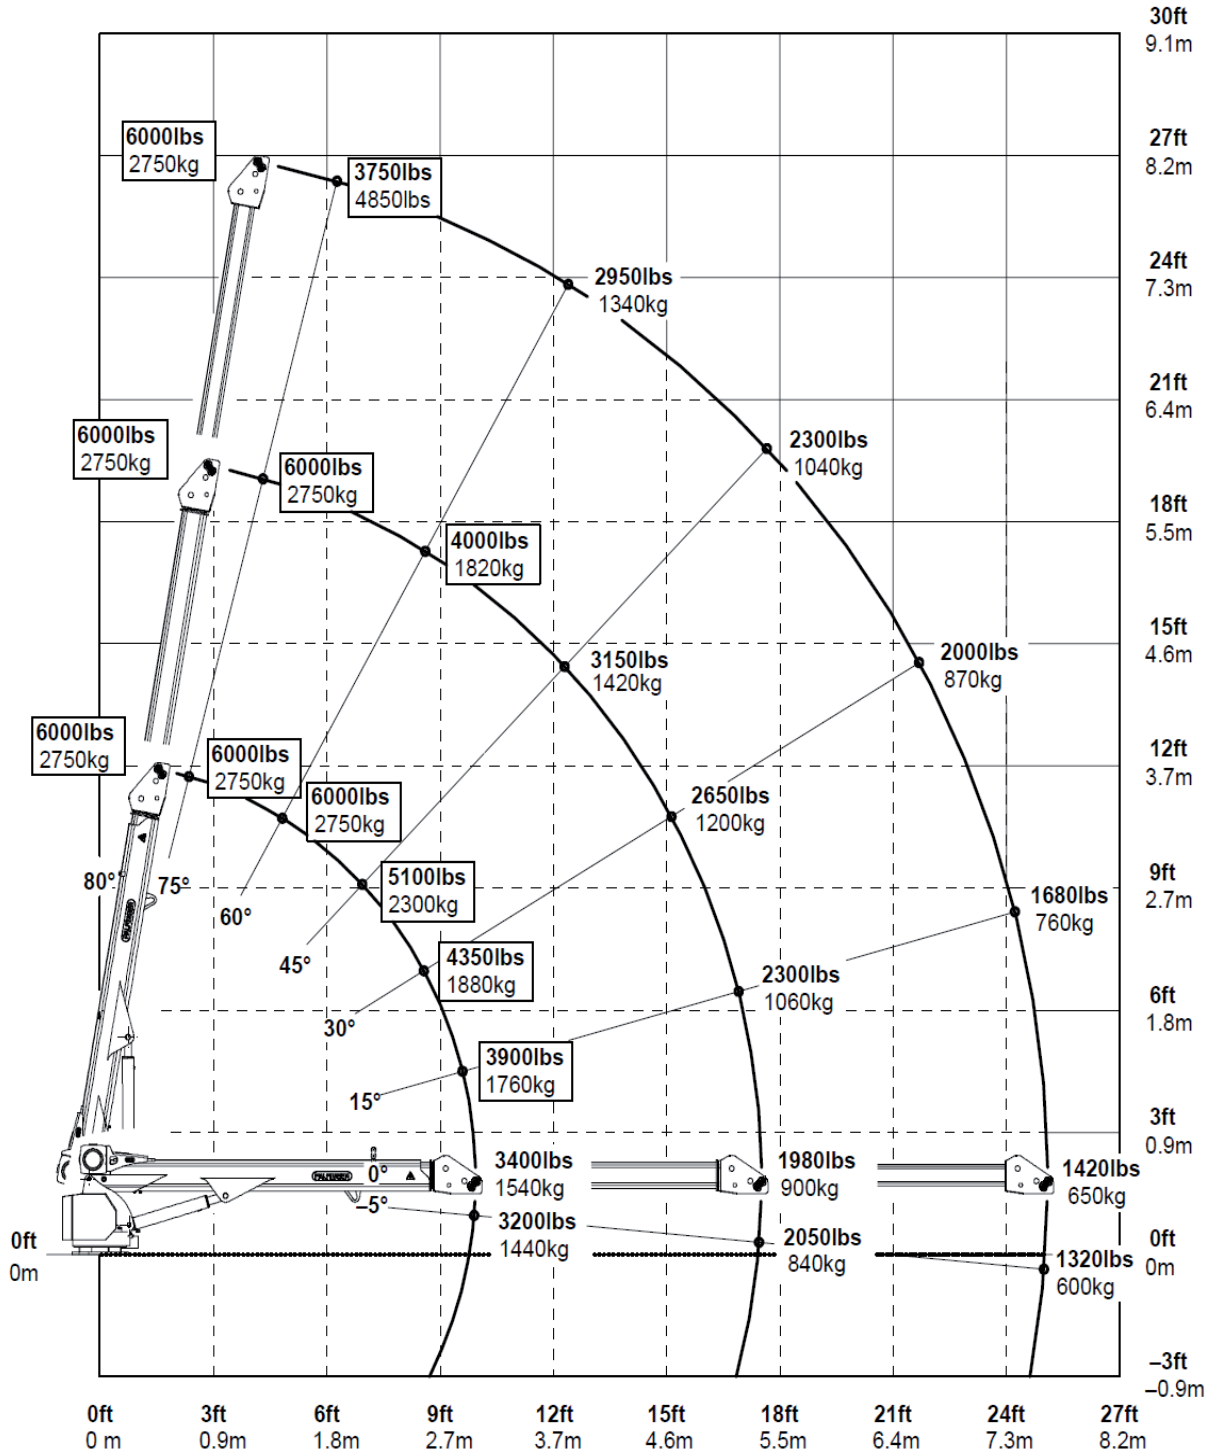 30ft
9.1m
6000lbs
2750kg
27ft
8.2m
3750lbs
4850lbs
24ft
7.3m
2950lbs
1340kg
21ft
6.4m
6000lbs
2750kg
2300lbs
1040kg
6000lbs
2750kg
18ft
5.5m
4000lbs
1820kg
15ft
4.6m
3150lbs
1420kg
2000lbs
870kg
6000lbs
2750kg
6000lbs
2750kg
12ft
3.7m
6000lbs
2750kg
2650lbs
1200kg
80°
75°
60°
45°
30°
15°
5100lbs
2300kg
9ft
2.7m
1680lbs
760kg
4350lbs
1880kg
2300lbs
1060kg
6ft
1.8m
3900lbs
1760kg
3ft
0.9m
PALFINGER
PALFINGER
0°
–5°
3400lbs
1540kg
1980lbs
900kg
1420lbs
650kg
3200lbs
1440kg
2050lbs
840kg
0ft
0m
0ft
0m
1320lbs
600kg
–3ft
–0.9m
0ft 3ft 6ft 9ft 12ft 15ft 18ft 21ft 24ft 27ft
0 m 0.9m 1.8m 2.7m 3.7m 4.6m 5.5m 6.4m 7.3m 8.2m